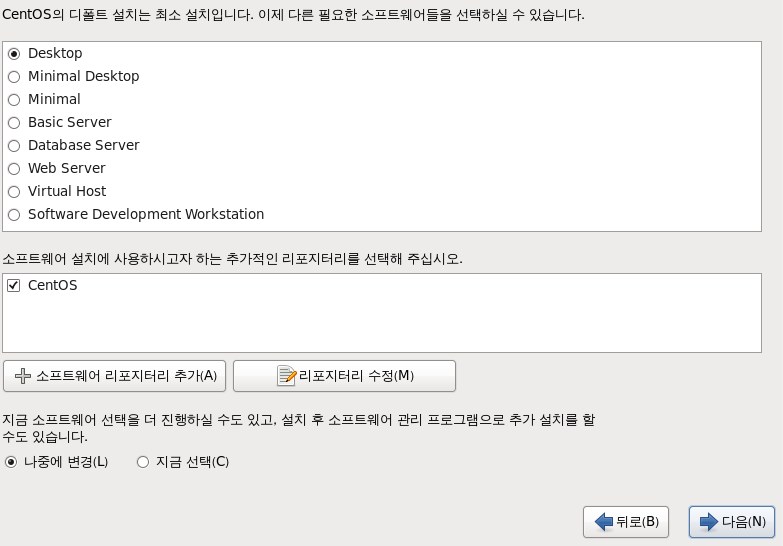 CentOS의 디폴트 설치는 최소 설치입니다. 이제 다른 필요한 소프트웨어들을 선택하실 수 있습니다.
Desktop
Minimal Desktop
Minimal
Basic Server
Database Server
Web Server
Virtual Host
Software Development Workstation
소프트웨어 설치에 사용하시고자 하는 추가적인 리포지터리를 선택해 주십시오.
CentOS
소프트웨어 리포지터리 추가(A) 리포지터리 수정(M)
지금 소프트웨어 선택을 더 진행하실 수도 있고, 설치 후 소프트웨어 관리 프로그램으로 추가 설치를 할
수도 있습니다.
나중에 변경(L) 지금 선택(C)
뒤로(B) 다음(N)